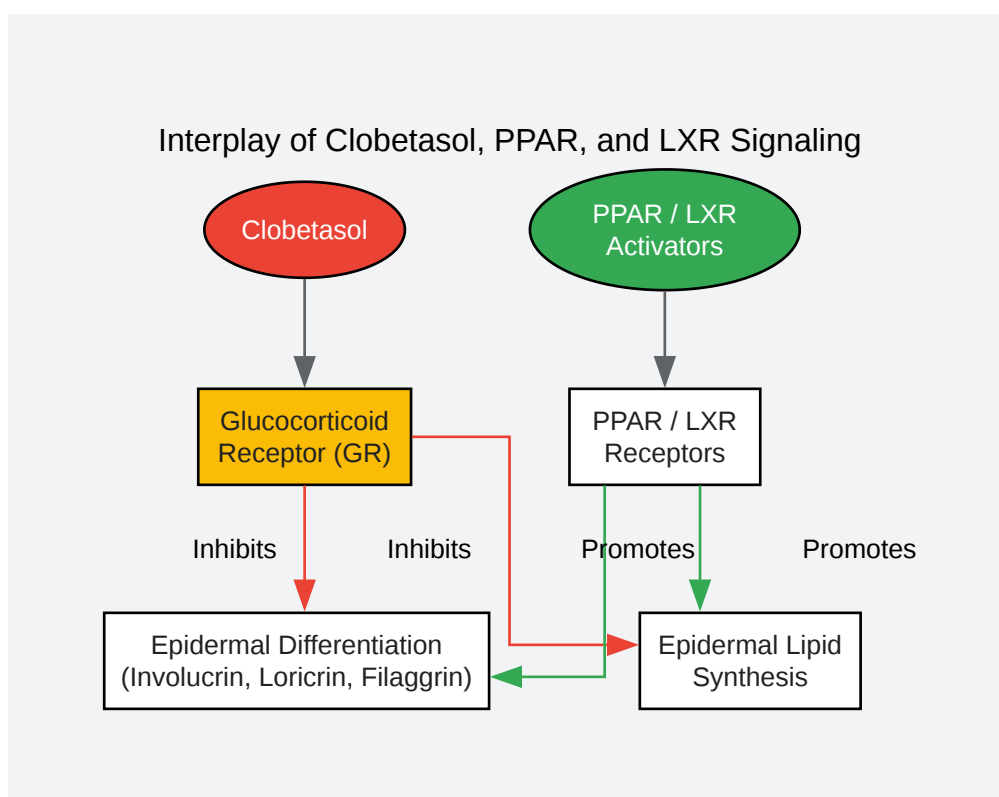 Interplay of Clobetasol, PPAR, and LXR Signaling
Clobetasol
PPAR / LXR
Activators
Glucocorticoid
Receptor (GR)
PPAR / LXR
Receptors
Inhibits
Inhibits
Promotes
Promotes
Epidermal Differentiation
(Involucrin, Loricrin, Filaggrin)
Epidermal Lipid
Synthesis